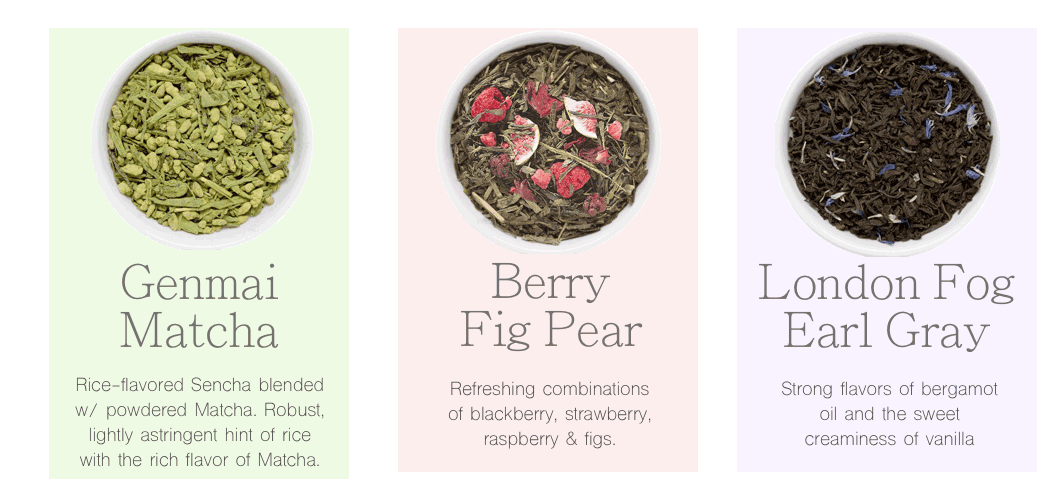 Genmai
Matcha
Rice-flavored Sencha blended
w/ powdered Matcha. Robust,
lightly astringent hint of rice
with the rich flavor of Matcha.
Berry
Fig Pear
Refreshing combinations
of blackberry, strawberry,
raspberry & figs.
London Fog
Earl Gray
Strong flavors of bergamot
oil and the sweet
creaminess of vanilla